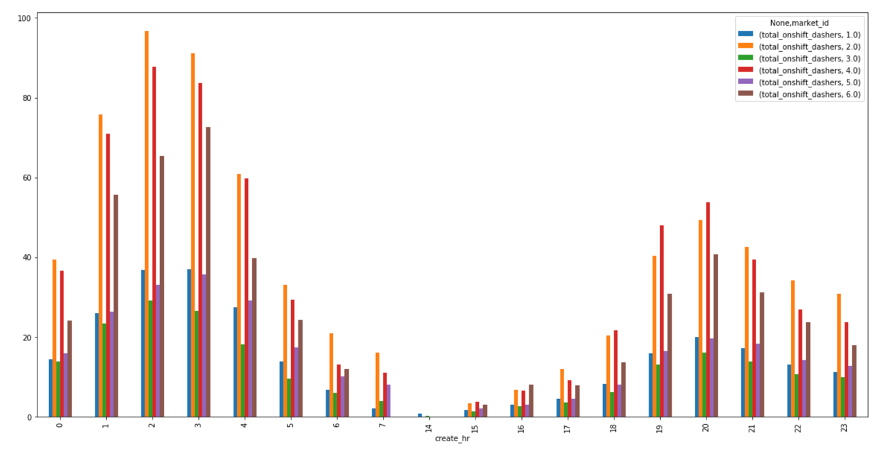 100
80
60
40
20
0
None,market_id
(total_onshift_dashers, 1.0)
(total_onshift_dashers, 2.0)
(total_onshift_dashers, 3.0)
(total_onshift_dashers, 4.0)
(total_onshift_dashers, 5.0)
(total_onshift_dashers, 6.0)
0 1 2 3 4 5 6 7 14 15 16 17 18 19 20 21 22 23
create_hr